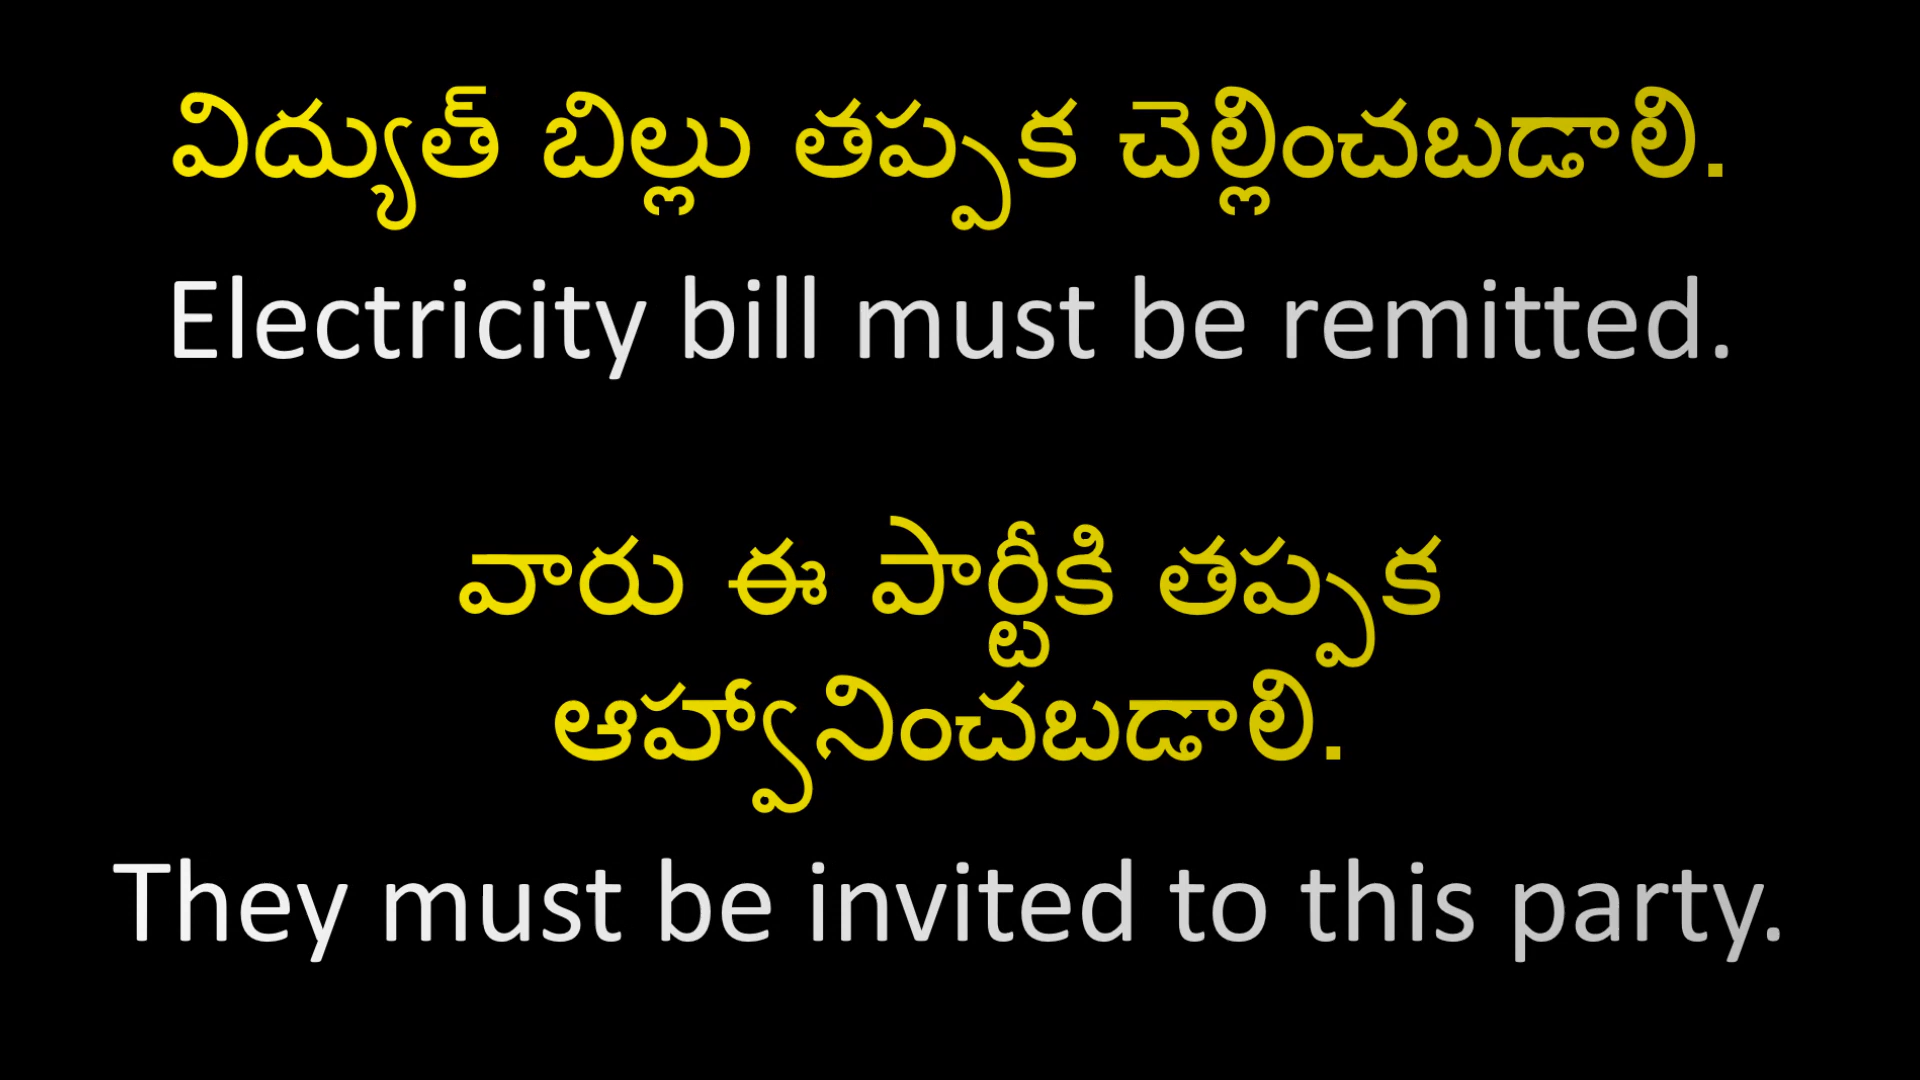 విద్యుత్ బిల్లు తప్పక చెల్లించబడాలి.
Electricity bill must be remitted.
వారు ఈ పార్టీకి తప్పక
ఆహ్వానించబడాలి.
They must be invited to this party.